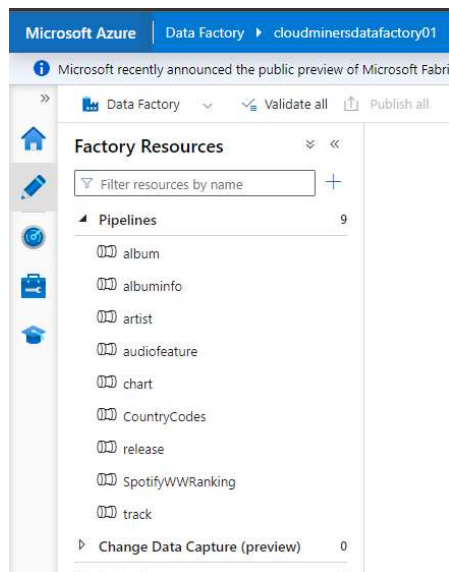 Microsoft Azure Data Factory cloudminersdatafactory01
Microsoft recently announced the public preview of Microsoft Fabri
Data Factory Validate all Publish all
Factory Resources
Filter resources by name
Pipelines 9
album
albuminfo
artist
audiofeature
chart
CountryCodes
release
SpotifyWWRanking
track
Change Data Capture (preview) 0